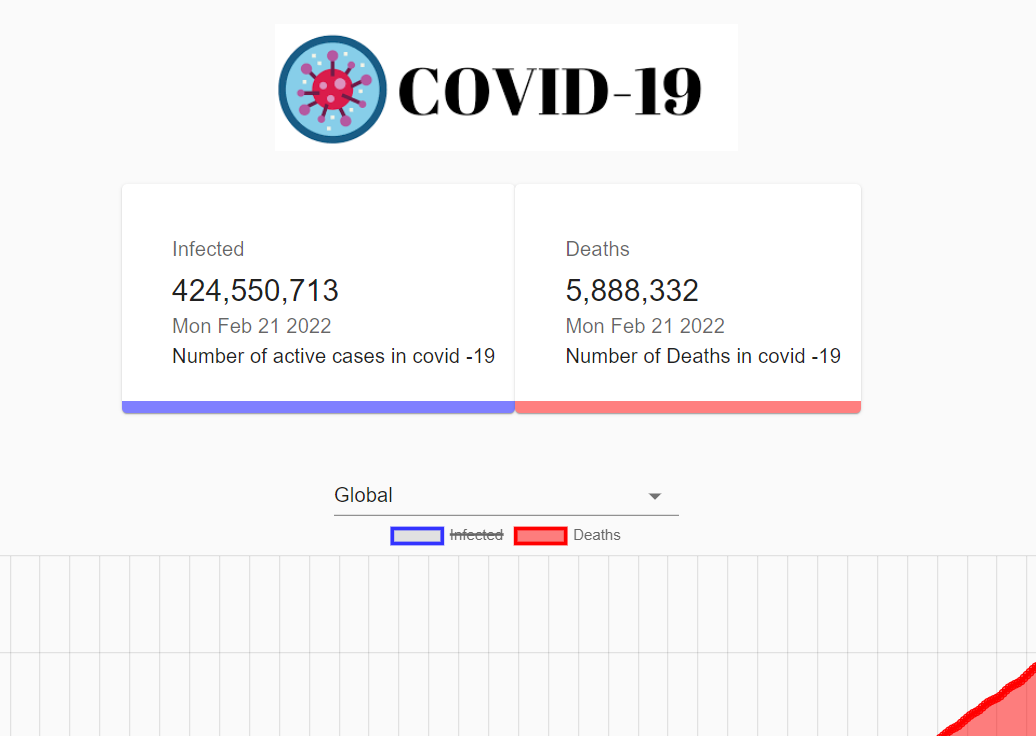 COVID-19
Infected
424,550,713
Mon Feb 21 2022
Number of active cases in covid -19
Deaths
5,888,332
Mon Feb 21 2022
Number of Deaths in covid -19
Global
Infected Deaths